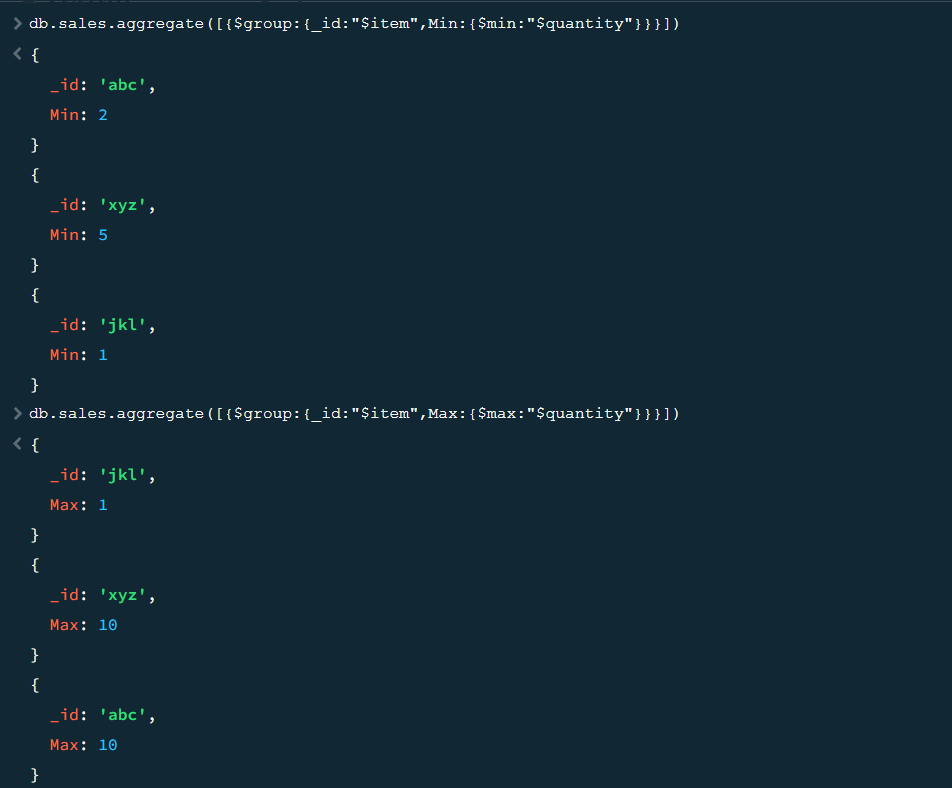 > db.sales.aggregate([{$group:{_id:"$item",Min:{$min:"$quantity"}}}])
< {
_id: 'abc',
Min: 2
}
{
_id: 'xyz',
Min: 5
}
{
_id: 'jkl',
Min: 1
}
> db.sales.aggregate([{$group:{_id:"$item",Max:{$max:"$quantity"}}}])
< {
_id: 'jkl',
Max: 1
}
{
_id: 'xyz',
Max: 10
}
{
_id: 'abc',
Max: 10
}